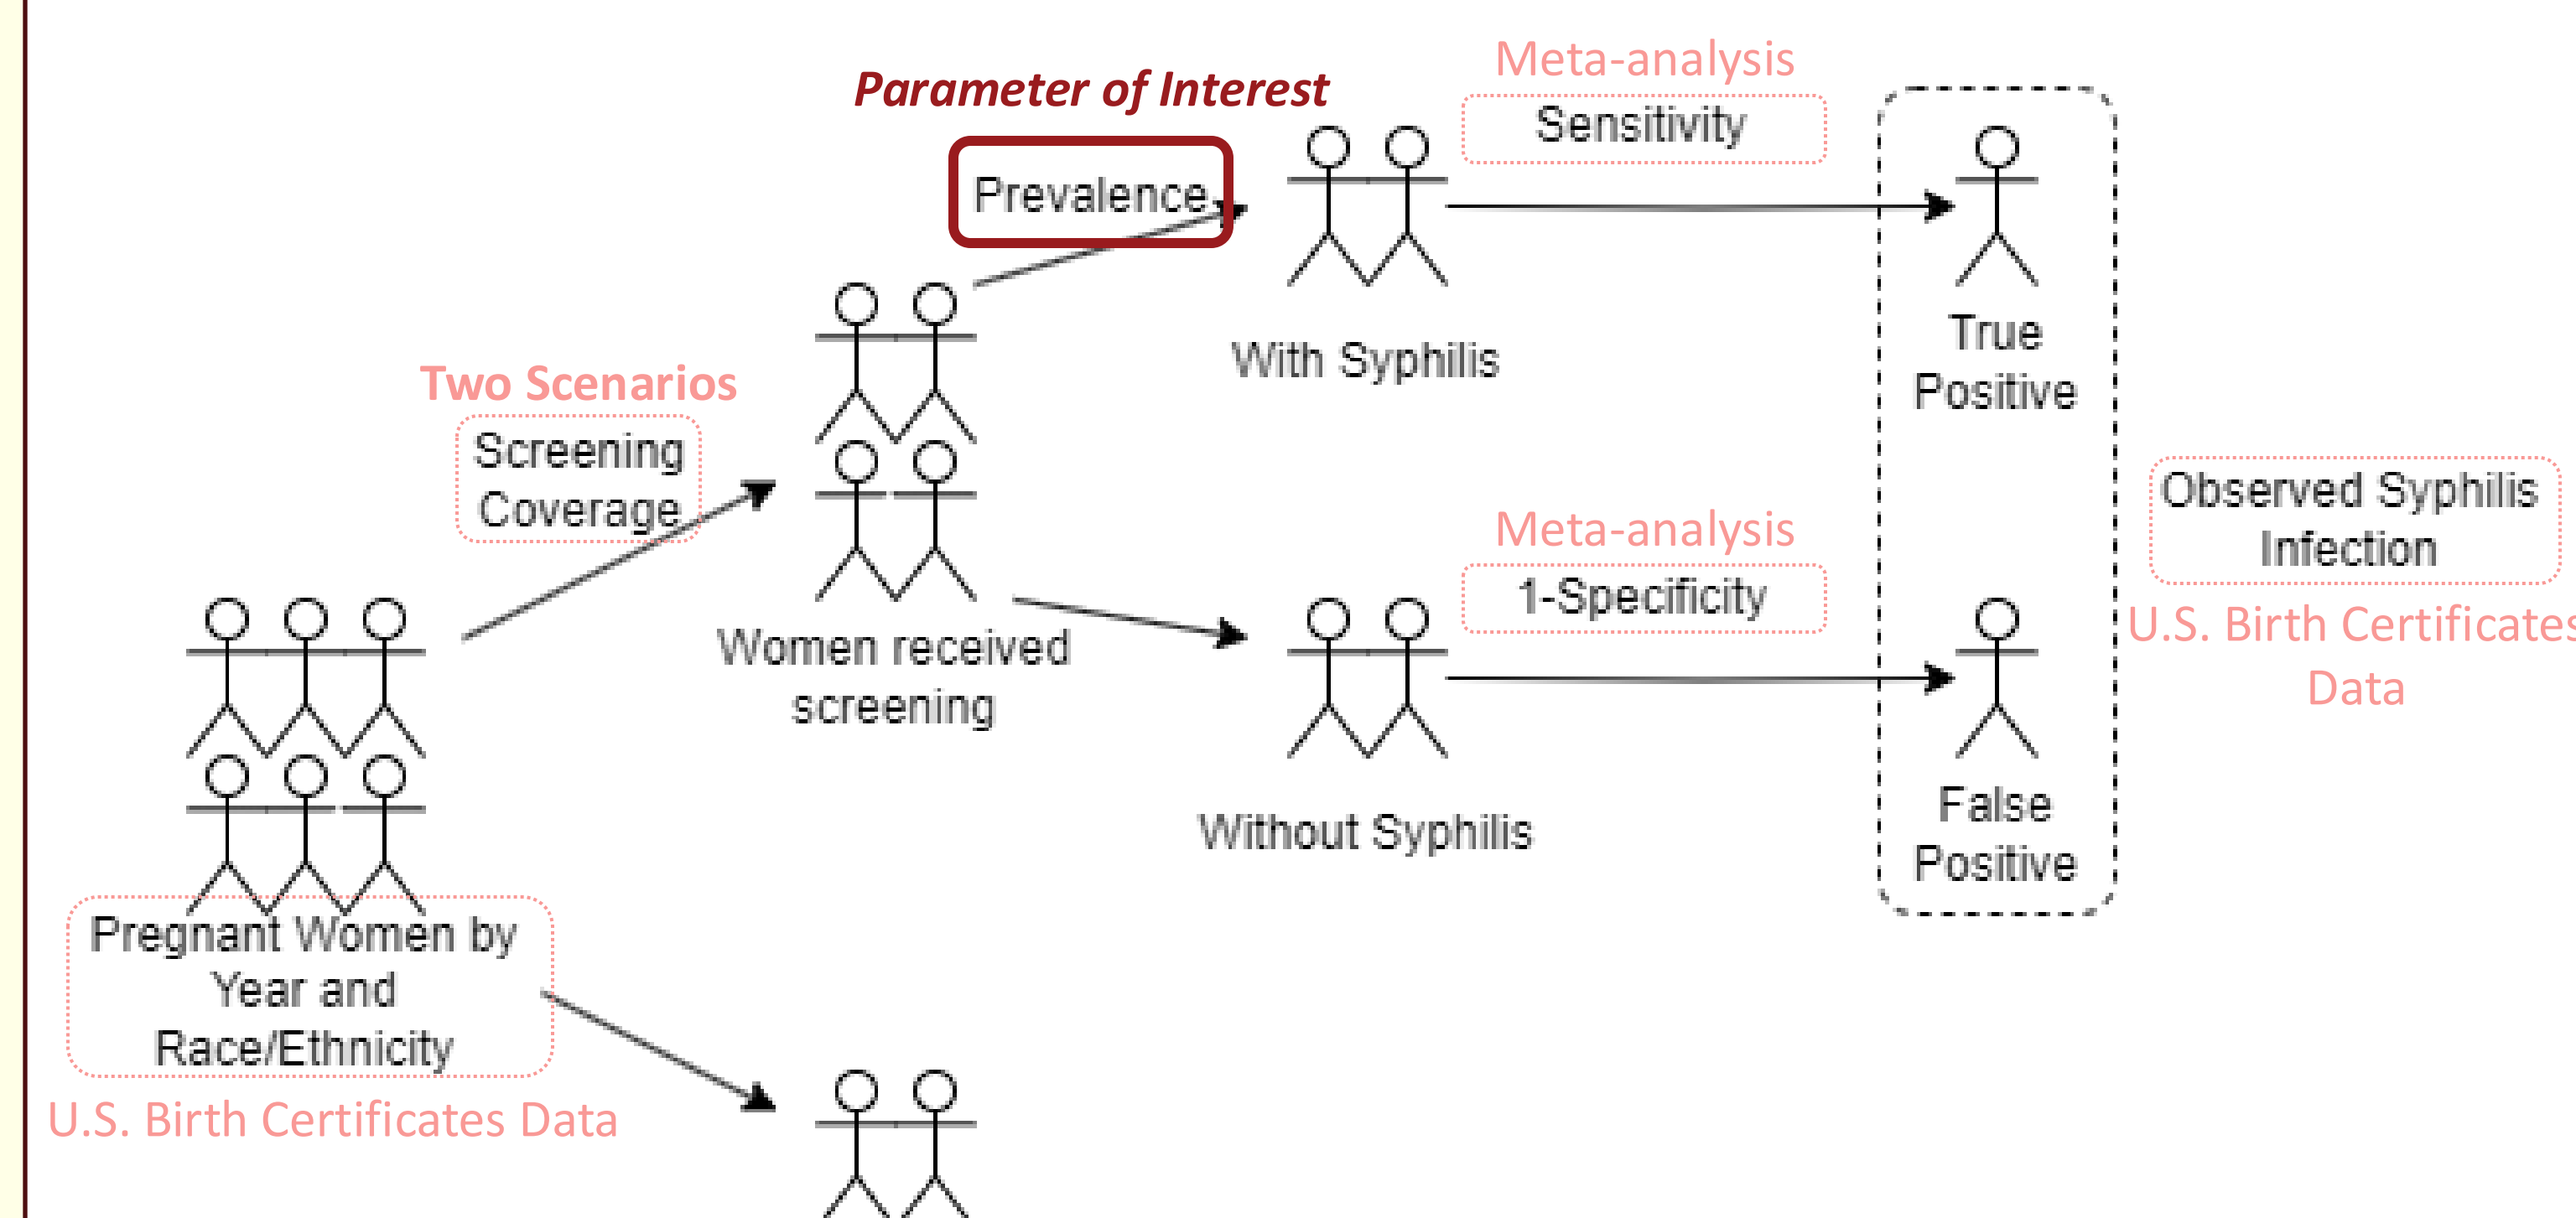 Parameter of Interest
Prevalence
Meta-analysis
Sensitivity
With Syphilis
True
Positive
Two Scenarios
Screening
Coverage
Women received
screening
Meta-analysis
1-Specificity
Without Syphilis
False
Positive
Observed Syphilis
Infection
U.S. Birth Certificates
Data
Pregnant Women by
Year and
Race/Ethnicity
U.S. Birth Certificates Data